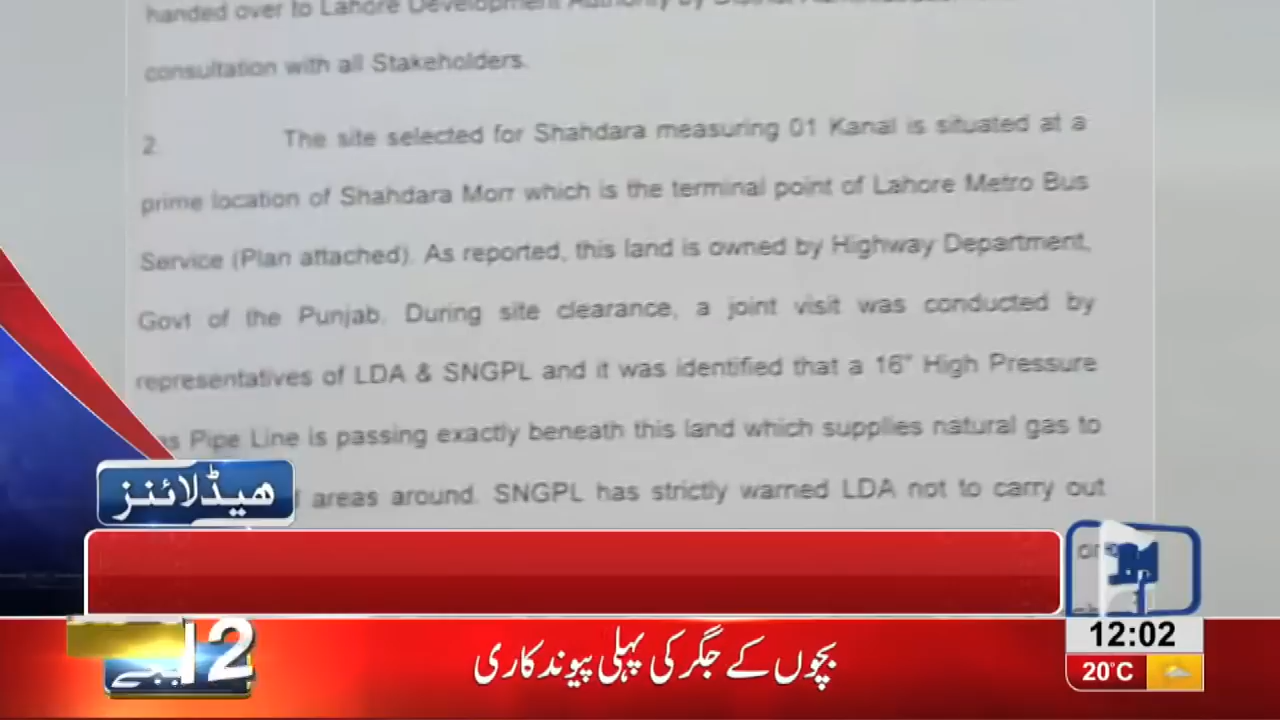 handed over to Lahore Development Authority by District
consultation with all Stakeholders.
2. The site selected for Shahdara measuring 01 Kanal is situated at a
prime location of Shahdara Morr which is the terminal point of Lahore Metro Bus
Service (Plan attached). As reported, this land is owned by Highway Department,
Govt of the Punjab. During site clearance, a joint visit was conducted by
representatives of LDA & SNGPL and it was identified that a 16" High Pressure
Pipe Line is passing exactly beneath this land which supplies natural gas to
areas around. SNGPL has strictly warned LDA not to carry out
ھیڈلائنز
12:02
12 بجے
بچوں کے جگر کی پہلی پیوندکاری
20°C